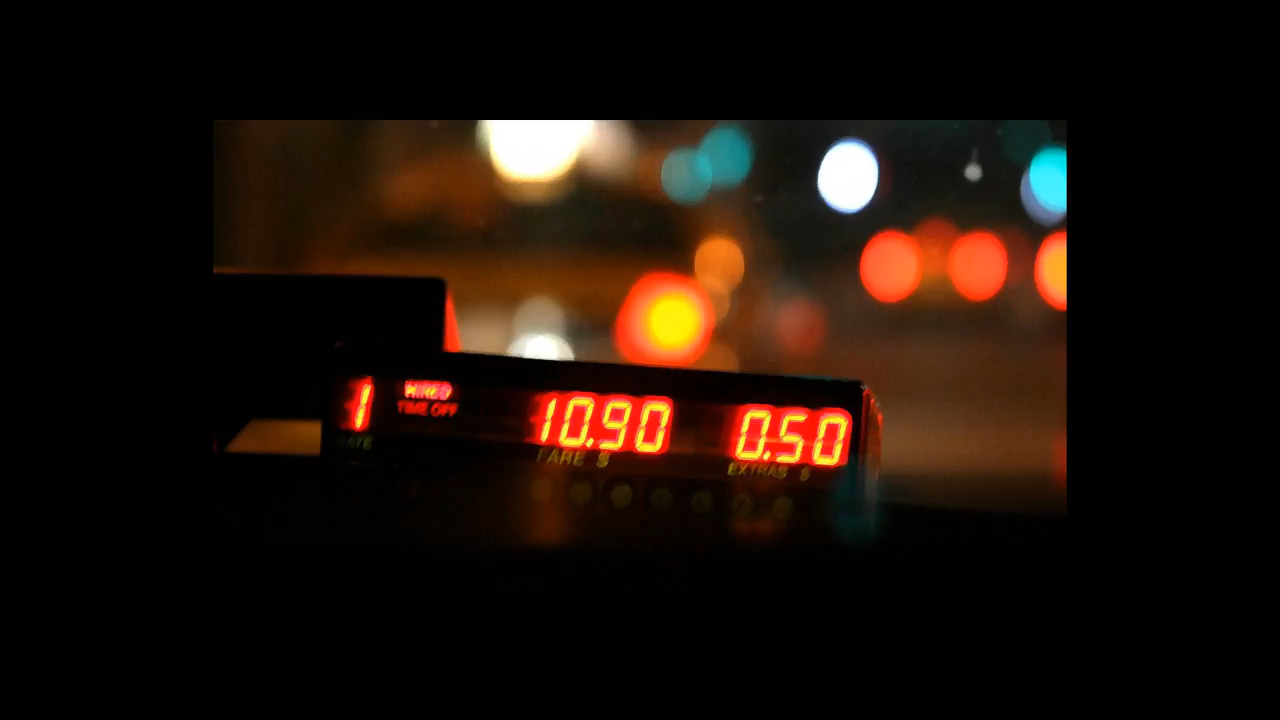 1 HIRED 10.90 0.50
TIME OFF
RATE FARE $ EXTRAS $